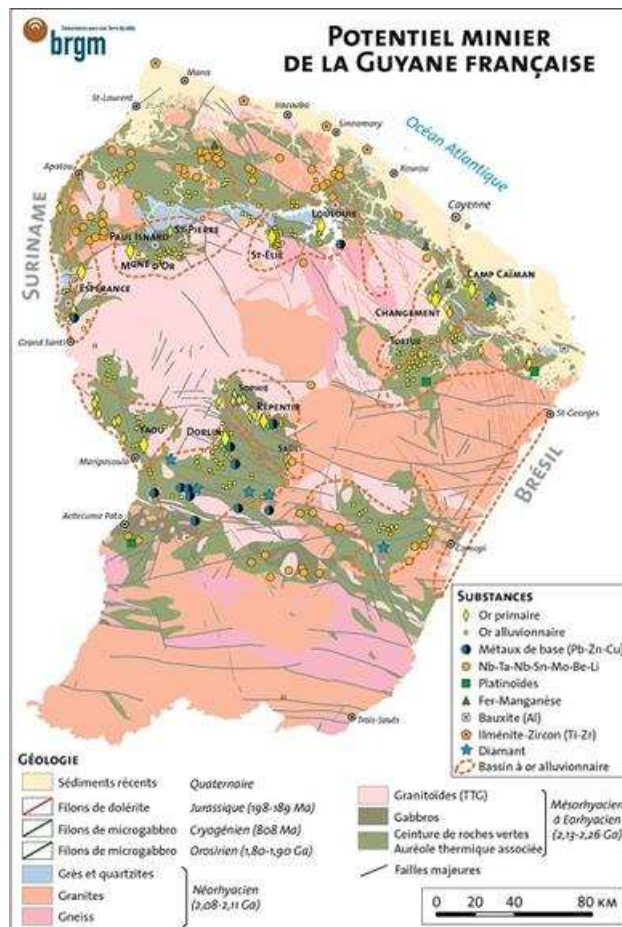 brgm
POTENTIEL MINIER
DE LA GUYANE FRANÇAISE
Mana
St-Laurent
Iracoubo
Sinnamary
Océan Atlantique
Apatou
Kourou
Cayenne
SURINAME
PAUL ISNARD
ST-PIERRE
LOULOUIE
MGNE D'OR
ST-ELIE
CAMP CAÏMAN
ESPÉRANCE
CHANGEMENT
Grand Santi
TORTUE
SOPHIE
REPENTIR
St-Georges
YAOU
DORLIN
SAÜL
Maripasoula
BRÉSIL
Camopi
Trois-Sauts
SUBSTANCES
Or primaire
Or alluvionnaire
Métaux de base (Pb-Zn-Cu)
Nb-Ta-Nb-Sn-Mo-Be-Li
Platinoïdes
Fer-Manganèse
Bauxite (Al)
Ilménite-Zircon (Ti-Zr)
Diamant
Bassin à or alluvionnaire
GÉOLOGIE
Sédiments récents Quaternaire
Filons de dolérite Jurassique (198-189 Ma)
Filons de microgabbro Cryogénien (808 Ma)
Filons de microgabbro Orosirien (1,80-1,90 Ga)
Grès et quartzites
Granites
Gneiss
Néorhyacien
(2,08-2,11 Ga)
Granitoïdes (TTG)
Gabbros
Ceinture de roches vertes
Auréole thermique associée
Mésorhyacien
à Eorhyacien
(2,13-2,26 Ga)
Failles majeures
0 20 40 80 KM